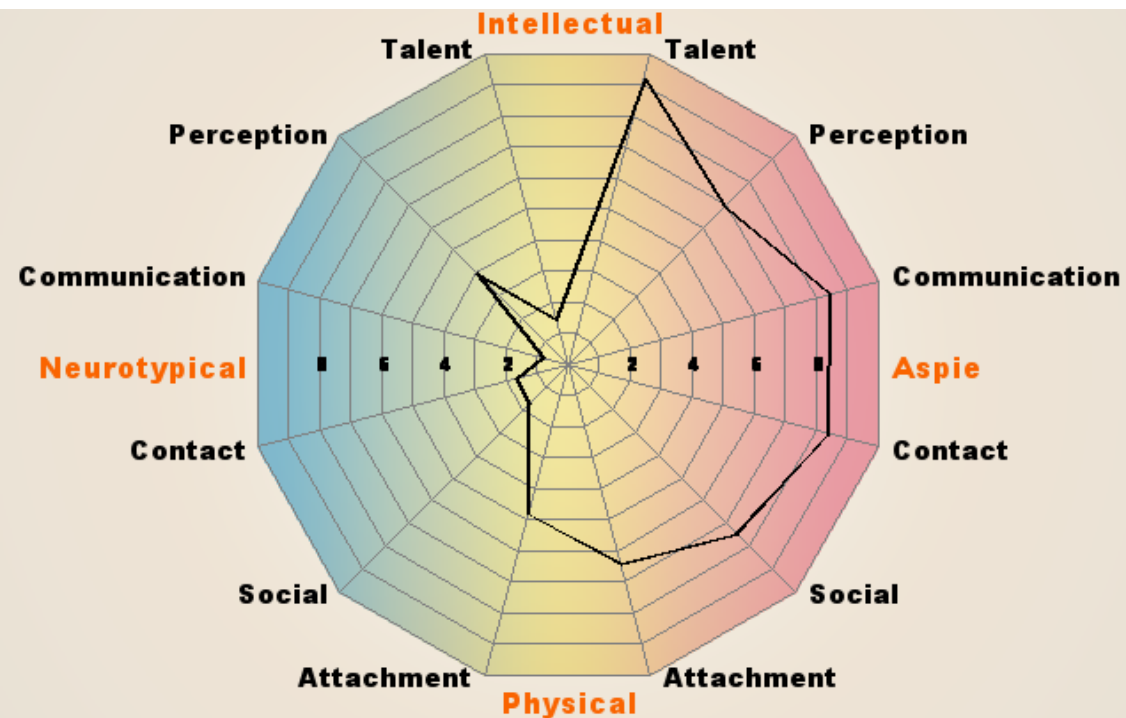 Intellectual
Talent Talent
Perception Perception
Communication Communication
Neurotypical 8 6 4 2 2 4 6 8 Aspie
Contact Contact
Social Social
Attachment Attachment
Physical